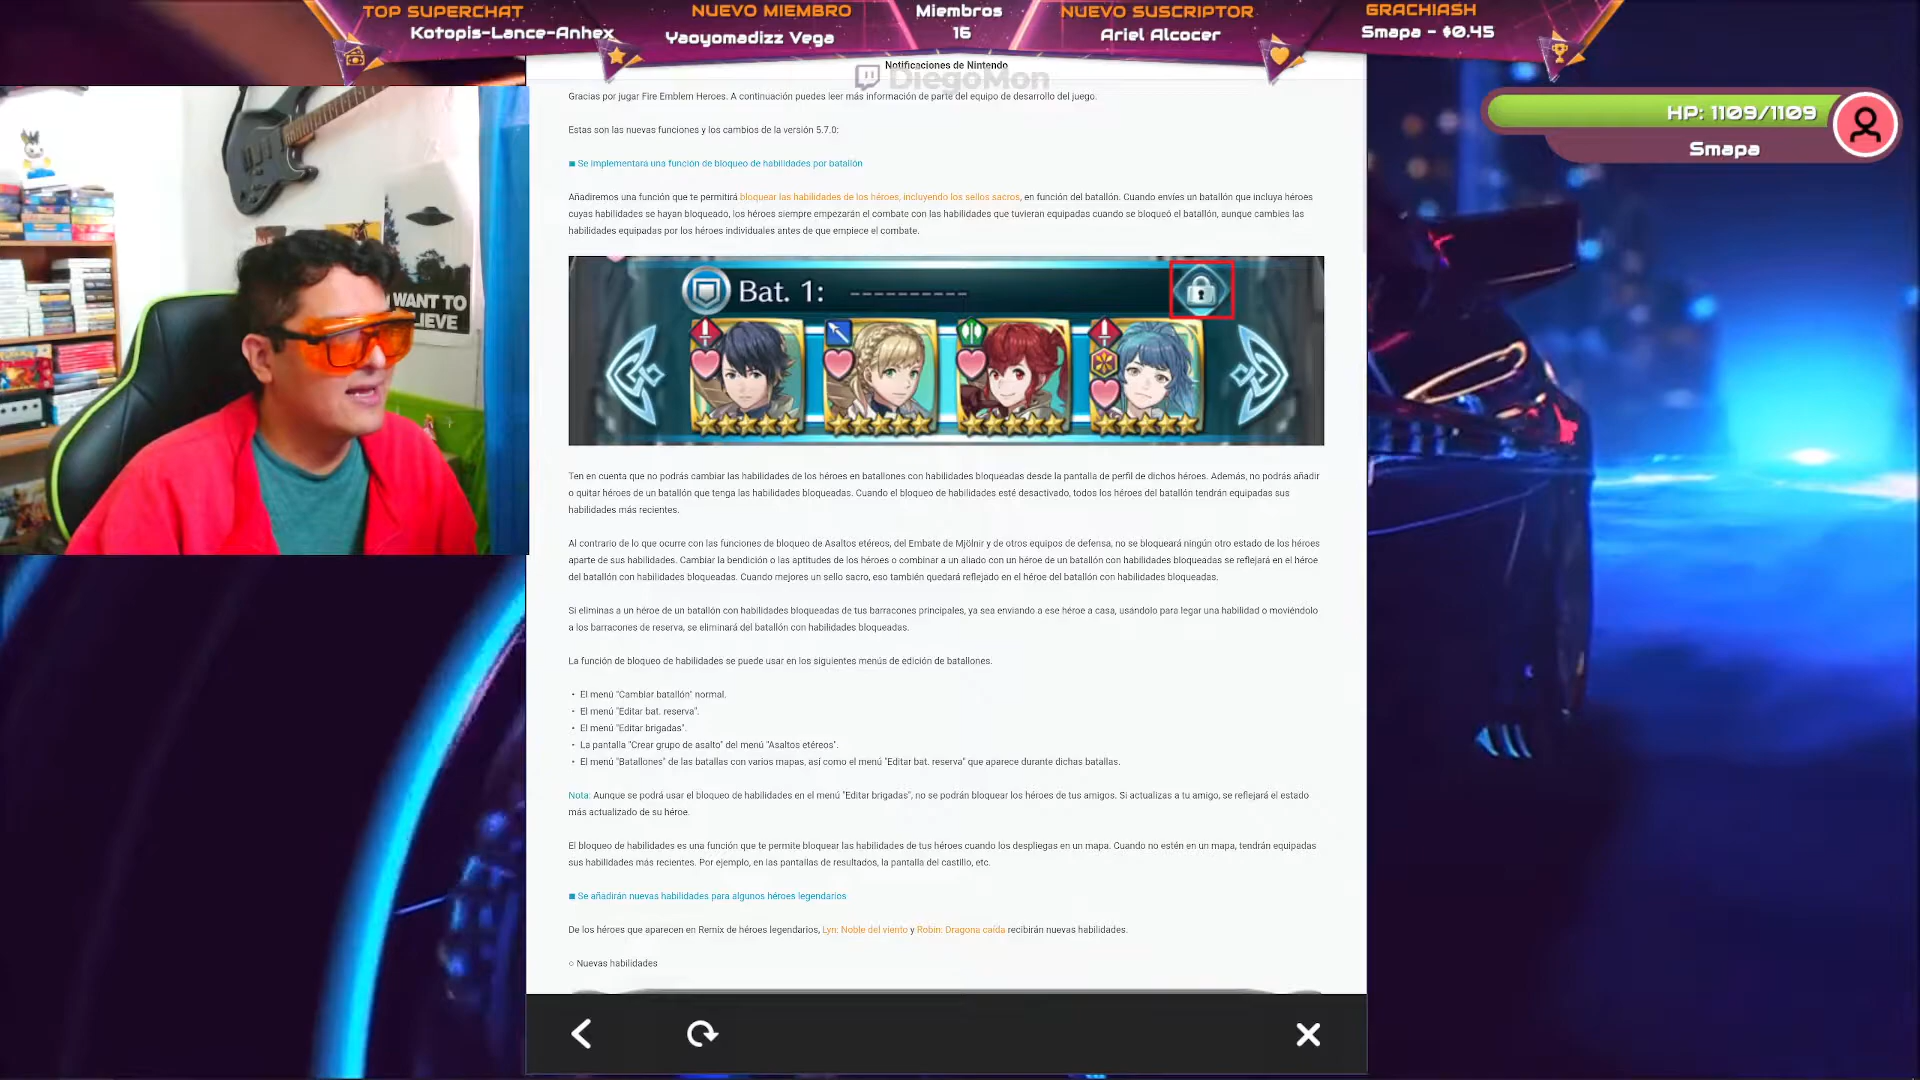 TOP SUPERCHAT
Kotopis-Lance-Anhex
NUEVO MIEMBRO
Yaoyomadizz Vega
Miembros
16
NUEVO SUSCRIPTOR
Ariel Alcocer
GRACHIASH
Smapa - $0.45
HP: 1109/1109
Smapa
Notificaciones de Nintendo
DiegoMon
WANT TO
LIEVE
Gracias por jugar Fire Emblem Heroes. A continuación puedes leer más información de parte del equipo de desarrollo del juego.
Estas son las nuevas funciones y los cambios de la versión 5.7.0:
■ Se implementará una función de bloqueo de habilidades por batallón
Añadiremos una función que te permitirá bloquear las habilidades de los héroes, incluyendo los sellos sacros, en función del batallón. Cuando envíes un batallón que incluya héroes
cuyas habilidades se hayan bloqueado, los héroes siempre empezarán el combate con las habilidades que tuvieran equipadas cuando se bloqueó el batallón, aunque cambies las
habilidades equipadas por los héroes individuales antes de que empiece el combate.
Bat. 1: ----------
Ten en cuenta que no podrás cambiar las habilidades de los héroes en batallones con habilidades bloqueadas desde la pantalla de perfil de dichos héroes. Además, no podrás añadir
o quitar héroes de un batallón que tenga las habilidades bloqueadas. Cuando el bloqueo de habilidades esté desactivado, todos los héroes del batallón tendrán equipadas sus
habilidades más recientes.
Al contrario de lo que ocurre con las funciones de bloqueo de Asaltos etéreos, del Embate de Mjölnir y de otros equipos de defensa, no se bloqueará ningún otro estado de los héroes
aparte de sus habilidades. Cambiar la bendición o las aptitudes de los héroes o combinar a un aliado con un héroe de un batallón con habilidades bloqueadas se reflejará en el héroe
del batallón con habilidades bloqueadas. Cuando mejores un sello sacro, eso también quedará reflejado en el héroe del batallón con habilidades bloqueadas.
Si eliminas a un héroe de un batallón con habilidades bloqueadas de tus barracones principales, ya sea enviando a ese héroe a casa, usándolo para legar una habilidad o moviéndolo
a los barracones de reserva, se eliminará del batallón con habilidades bloqueadas.
La función de bloqueo de habilidades se puede usar en los siguientes menús de edición de batallones.
・ El menú "Cambiar batallón" normal.
・ El menú "Editar bat. reserva".
・ El menú "Editar brigadas".
・ La pantalla "Crear grupo de asalto" del menú "Asaltos etéreos".
・ El menú "Batallones" de las batallas con varios mapas, así como el menú "Editar bat. reserva" que aparece durante dichas batallas.
Nota: Aunque se podrá usar el bloqueo de habilidades en el menú "Editar brigadas", no se podrán bloquear los héroes de tus amigos. Si actualizas a tu amigo, se reflejará el estado
más actualizado de su héroe.
El bloqueo de habilidades es una función que te permite bloquear las habilidades de tus héroes cuando los despliegas en un mapa. Cuando no estén en un mapa, tendrán equipadas
sus habilidades más recientes. Por ejemplo, en las pantallas de resultados, la pantalla del castillo, etc.
■ Se añadirán nuevas habilidades para algunos héroes legendarios
De los héroes que aparecen en Remix de héroes legendarios, Lyn: Noble del viento y Robin: Dragona caída recibirán nuevas habilidades.
○ Nuevas habilidades